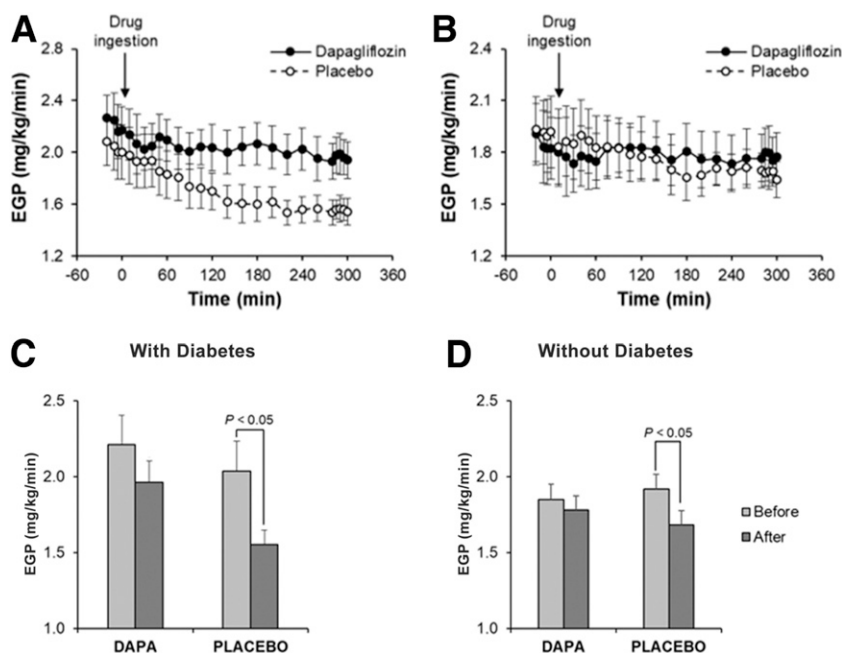 A
Drug
ingestion
Dapagliflozin
Placebo
EGP (mg/kg/min)
2.8
2.4
2.0
1.6
1.2
-60 0 60 120 180 240 300 360
Time (min)
B
Drug
ingestion
Dapagliflozin
Placebo
EGP (mg/kg/min)
2.4
2.1
1.8
1.5
1.2
-60 0 60 120 180 240 300 360
Time (min)
C
With Diabetes
EGP (mg/kg/min)
2.5
2.0
1.5
1.0
P < 0.05
DAPA PLACEBO
D
Without Diabetes
EGP (mg/kg/min)
2.5
2.0
1.5
1.0
P < 0.05
DAPA PLACEBO
Before
After